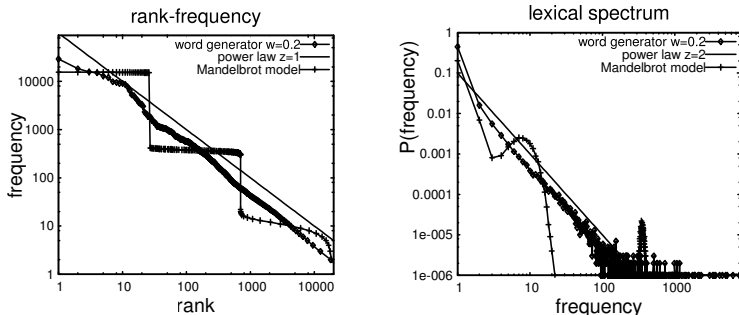 rank-frequency
word generator w=0.2
power law z=1
Mandelbrot model
10000
1000
100
10
1
frequency
1
10
100
1000
10000
rank
lexical spectrum
word generator w=0.2
power law z=2
Mandelbrot model
1
0.1
0.01
0.001
0.0001
1e-005
1e-006
P(frequency)
1
10
100
1000
frequency